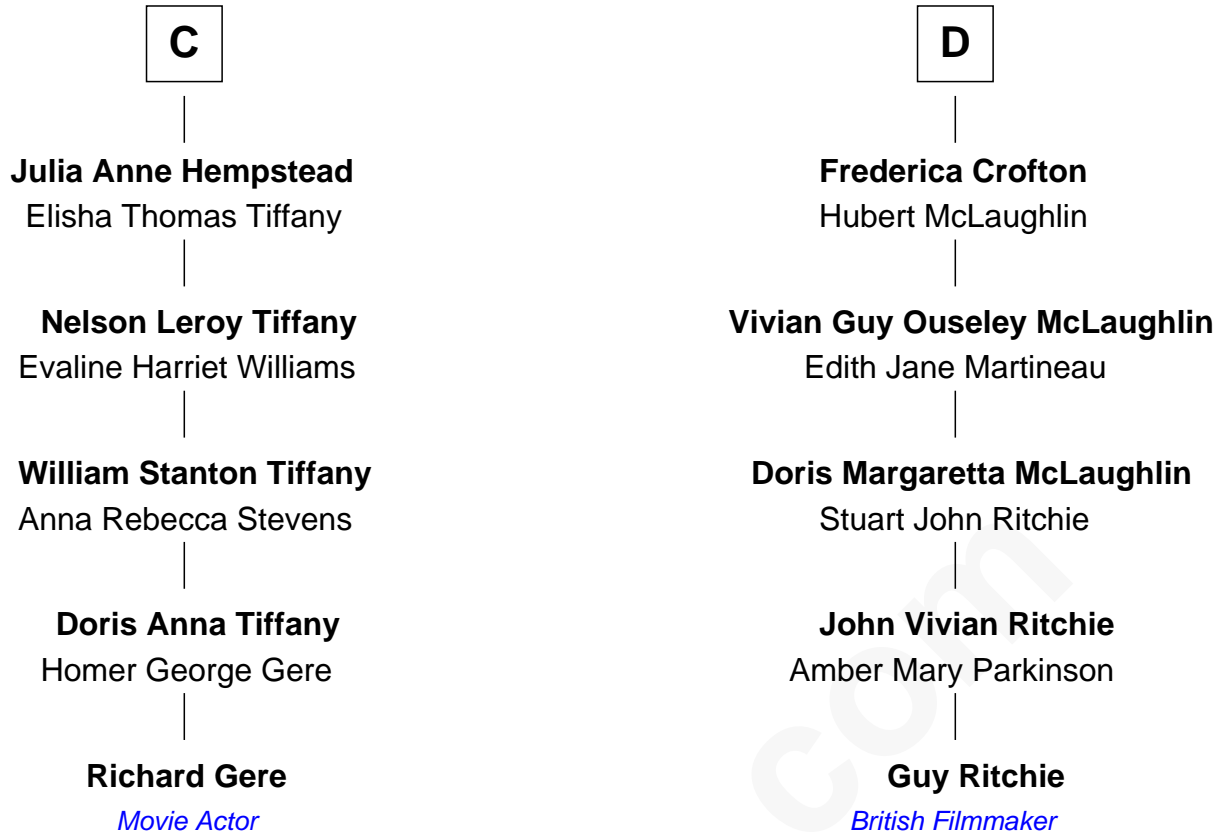 C
Julia Anne Hempstead
Elisha Thomas Tiffany
Nelson Leroy Tiffany
Evaline Harriet Williams
William Stanton Tiffany
Anna Rebecca Stevens
Doris Anna Tiffany
Homer George Gere
Richard Gere
Movie Actor
D
Frederica Crofton
Hubert McLaughlin
Vivian Guy Ouseley McLaughlin
Edith Jane Martineau
Doris Margaretta McLaughlin
Stuart John Ritchie
John Vivian Ritchie
Amber Mary Parkinson
Guy Ritchie
British Filmmaker
com